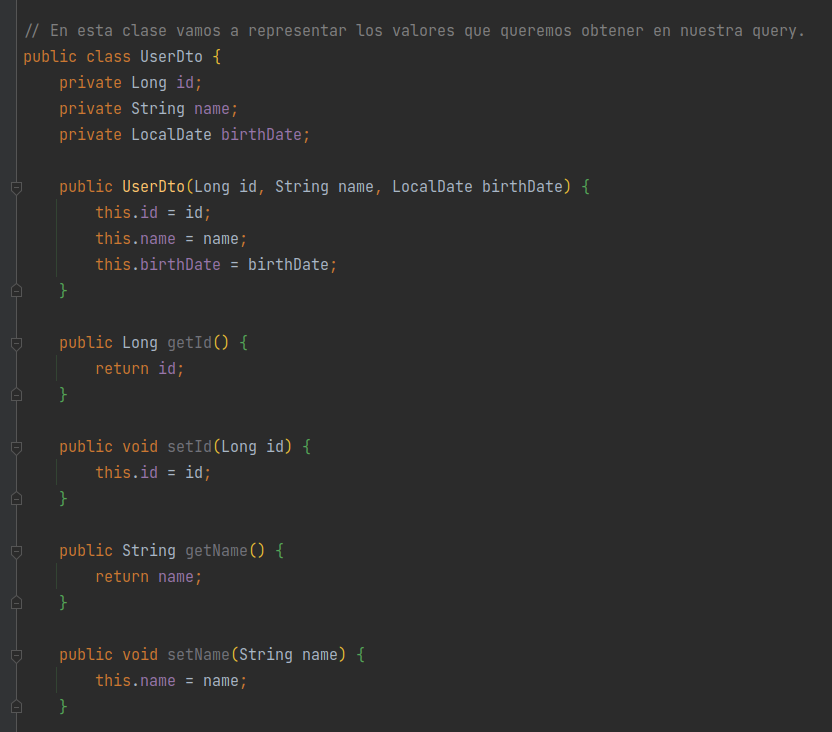 // En esta clase vamos a representar los valores que queremos obtener en nuestra query.
public class UserDto {
    private Long id;
    private String name;
    private LocalDate birthDate;

    public UserDto(Long id, String name, LocalDate birthDate) {
        this.id = id;
        this.name = name;
        this.birthDate = birthDate;
    }

    public Long getId() {
        return id;
    }

    public void setId(Long id) {
        this.id = id;
    }

    public String getName() {
        return name;
    }

    public void setName(String name) {
        this.name = name;
    }